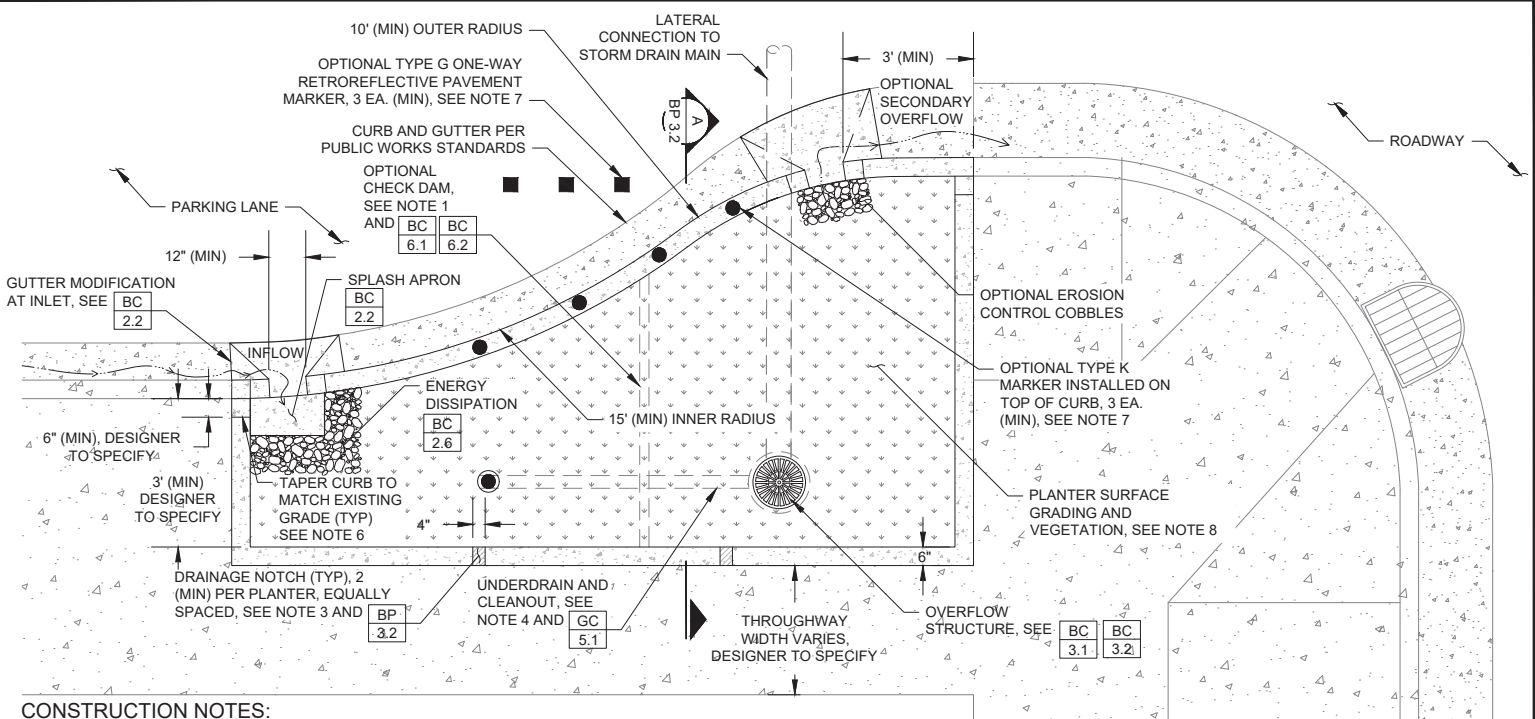 10' (MIN) OUTER RADIUS
OPTIONAL TYPE G ONE-WAY
RETROREFLECTIVE PAVEMENT
MARKER, 3 EA. (MIN), SEE NOTE 7
CURB AND GUTTER PER
PUBLIC WORKS STANDARDS
OPTIONAL
CHECK DAM,
SEE NOTE 1
AND BC 6.1 BC 6.2
LATERAL
CONNECTION TO
STORM DRAIN MAIN
A
BP 3.2
3' (MIN)
OPTIONAL
SECONDARY
OVERFLOW
ROADWAY
PARKING LANE
12" (MIN)
GUTTER MODIFICATION
AT INLET, SEE BC 2.2
SPLASH APRON
BC 2.2
INFLOW
ENERGY
DISSIPATION
BC 2.6
15' (MIN) INNER RADIUS
OPTIONAL EROSION
CONTROL COBBLES
OPTIONAL TYPE K
MARKER INSTALLED ON
TOP OF CURB, 3 EA.
(MIN), SEE NOTE 7
6" (MIN), DESIGNER
TO SPECIFY
3' (MIN)
DESIGNER
TO SPECIFY
TAPER CURB TO
MATCH EXISTING
GRADE (TYP)
SEE NOTE 6
4"
PLANTER SURFACE
GRADING AND
VEGETATION, SEE NOTE 8
6"
DRAINAGE NOTCH (TYP), 2
(MIN) PER PLANTER, EQUALLY
SPACED, SEE NOTE 3 AND BP 3.2
UNDERDRAIN AND
CLEANOUT, SEE
NOTE 4 AND GC 5.1
THROUGHWAY
WIDTH VARIES,
DESIGNER TO SPECIFY
OVERFLOW
STRUCTURE, SEE BC 3.1 BC 3.2
CONSTRUCTION NOTES: